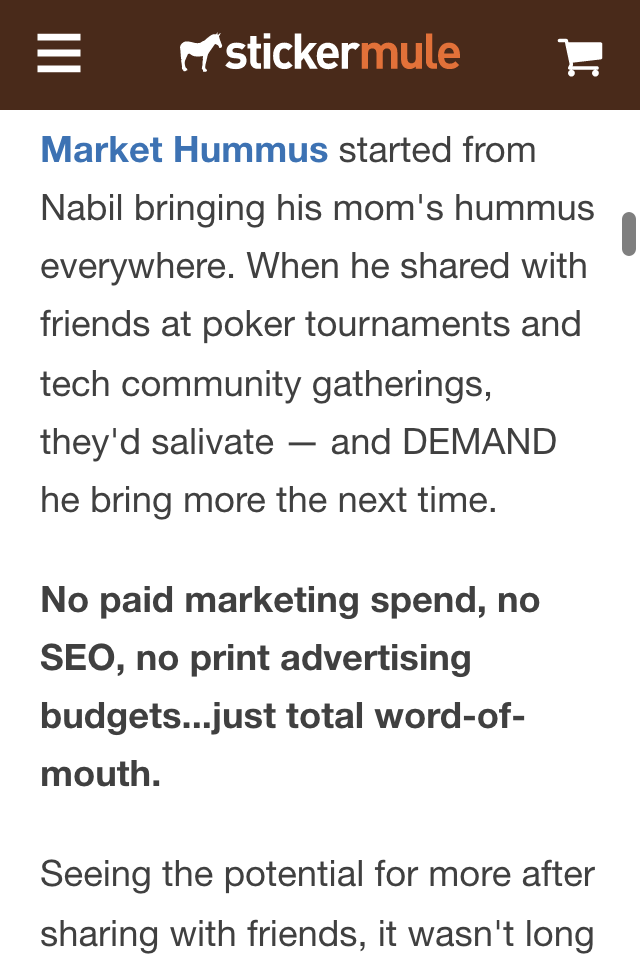 stickermule
Market Hummus started from
Nabil bringing his mom's hummus
everywhere. When he shared with
friends at poker tournaments and
tech community gatherings,
they'd salivate — and DEMAND
he bring more the next time.
No paid marketing spend, no
SEO, no print advertising
budgets...just total word-of-
mouth.
Seeing the potential for more after
sharing with friends, it wasn't long